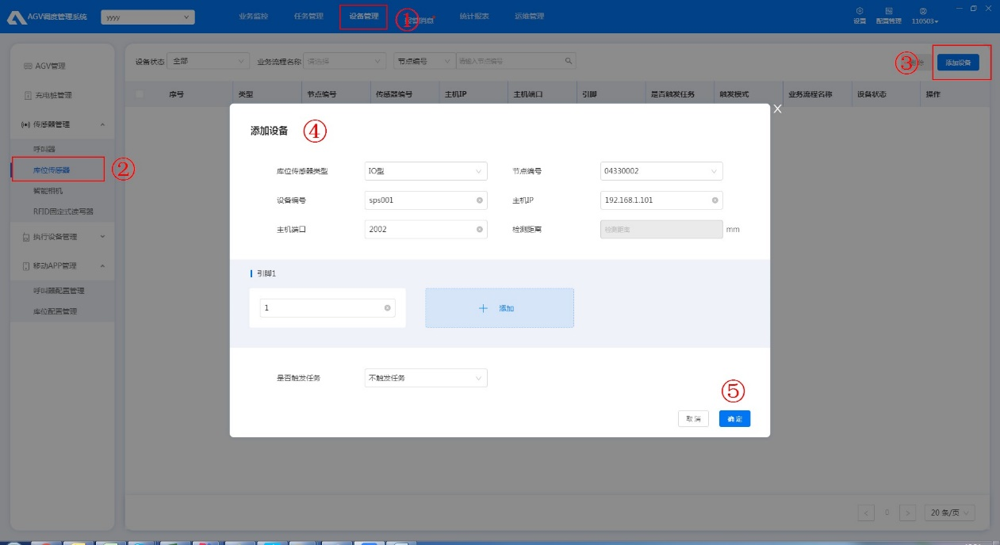 AGV调度管理系统 yyyy 业务监控 任务管理 设备管理 ① 统计报表 运维管理 设置 配置管理 110503
AGV管理
充电桩管理
传感器管理
呼叫器
库位传感器 ②
智能相机
RFID固定式读写器
执行设备管理
移动APP管理
呼叫器配置管理
库位配置管理
设备状态 全部 业务流程名称 请选择 节点编号 请输入节点编号 ③ 添加设备
序号 类型 节点编号 传感器编号 主机IP 主机端口 引脚 是否触发任务 触发模式 业务流程名称 设备状态 操作
X
添加设备 ④
库位传感器类型 IO型 节点编号 04330002
设备编号 sps001 主机IP 192.168.1.101
主机端口 2002 检测距离 检测距离 mm
引脚1
1 + 添加
是否触发任务 不触发任务
⑤
取消 确定
< 0 > 20 条/页